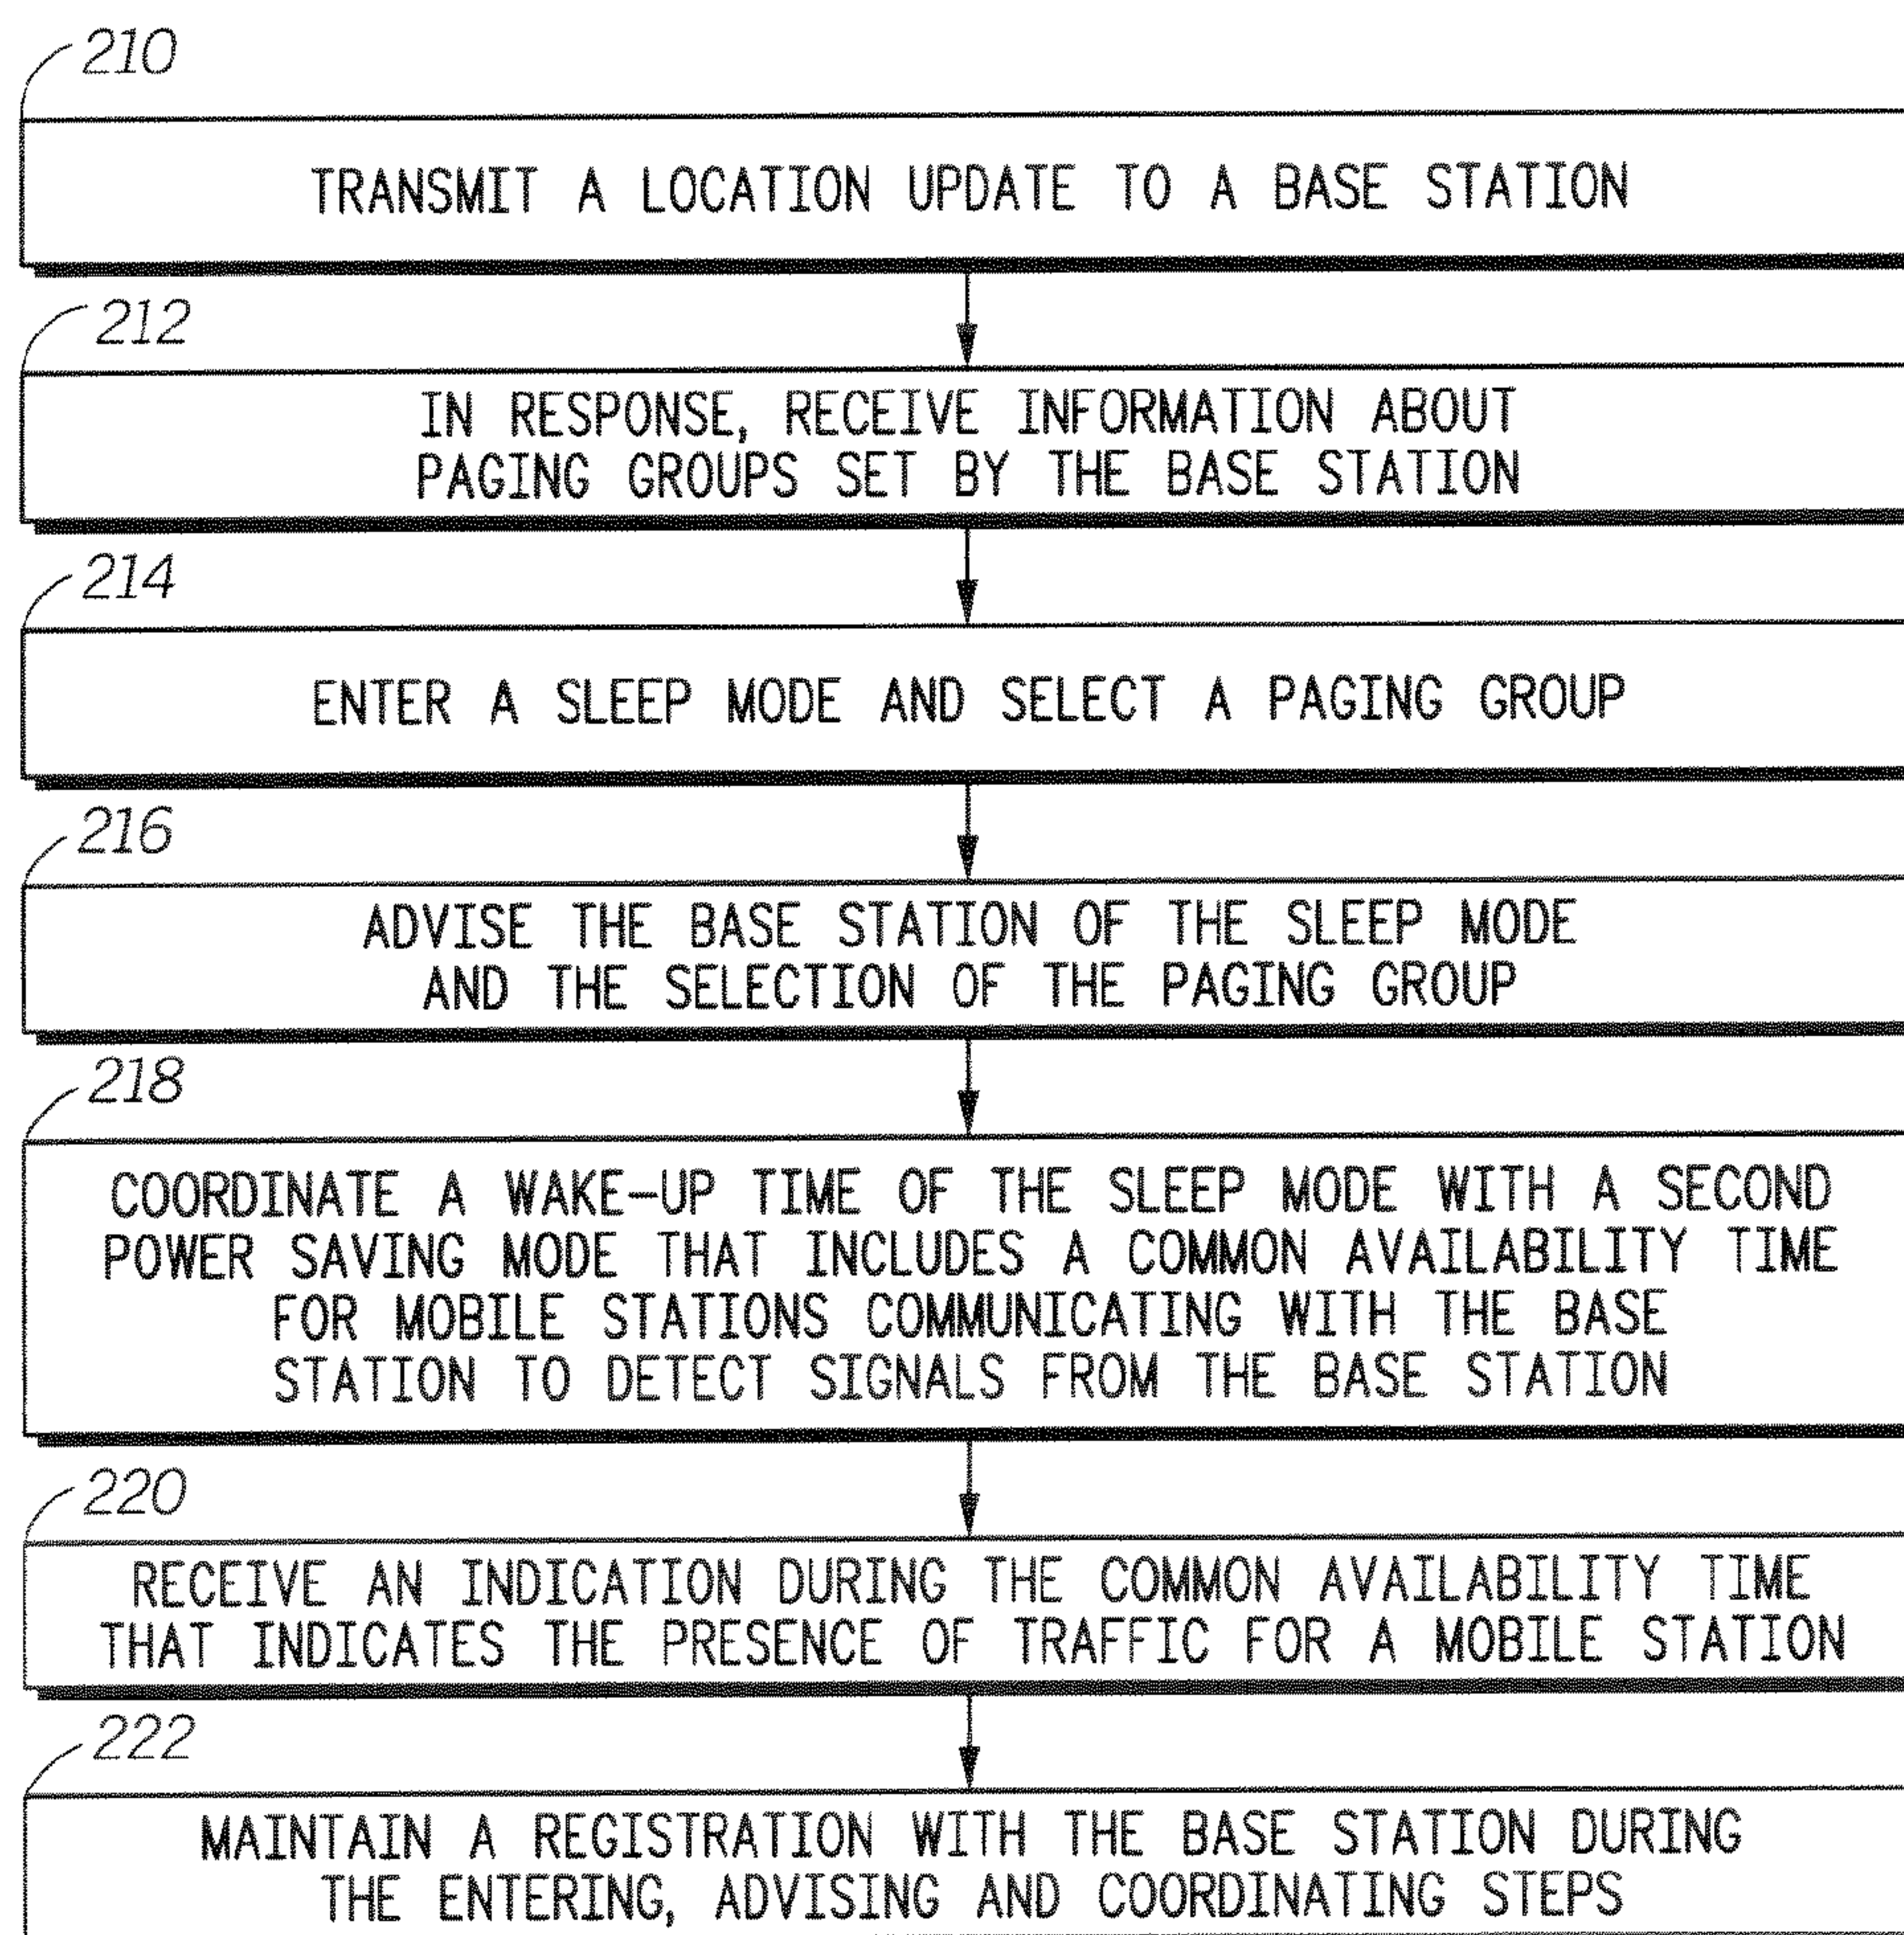 210
TRANSMIT A LOCATION UPDATE TO A BASE STATION
212
IN RESPONSE, RECEIVE INFORMATION ABOUT
PAGING GROUPS SET BY THE BASE STATION
214
ENTER A SLEEP MODE AND SELECT A PAGING GROUP
216
ADVISE THE BASE STATION OF THE SLEEP MODE
AND THE SELECTION OF THE PAGING GROUP
218
COORDINATE A WAKE-UP TIME OF THE SLEEP MODE WITH A SECOND
POWER SAVING MODE THAT INCLUDES A COMMON AVAILABILITY TIME
FOR MOBILE STATIONS COMMUNICATING WITH THE BASE
STATION TO DETECT SIGNALS FROM THE BASE STATION
220
RECEIVE AN INDICATION DURING THE COMMON AVAILABILITY TIME
THAT INDICATES THE PRESENCE OF TRAFFIC FOR A MOBILE STATION
222
MAINTAIN A REGISTRATION WITH THE BASE STATION DURING
THE ENTERING, ADVISING AND COORDINATING STEPS